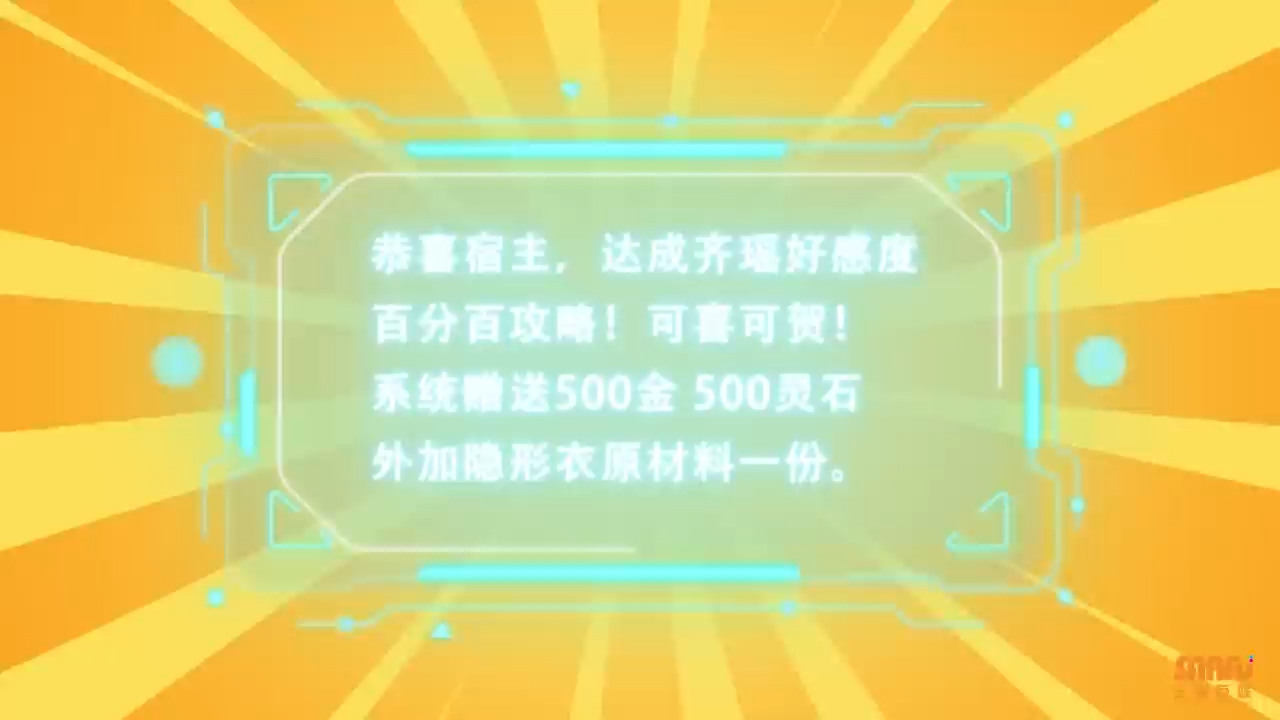 恭喜宿主，达成齐瑶好感度
百分百攻略！可喜可贺！
系统赠送500金 500灵石
外加隐形衣原材料一份。